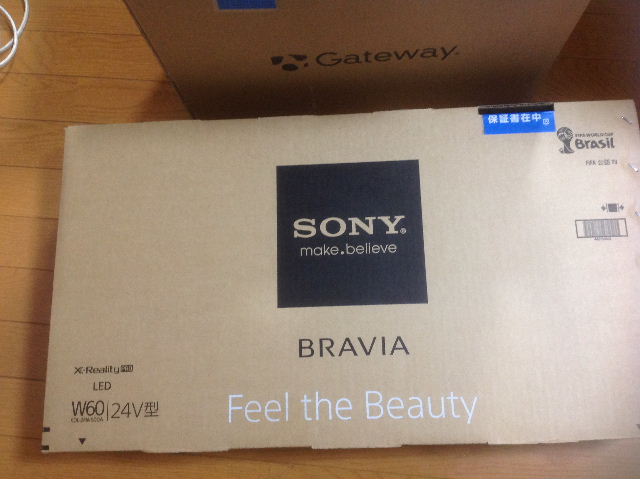 Gateway
保証書在中
FIFA WORLD CUP
Brasil
SONY
make.believe
BRAVIA
X-Reality PRO
LED
W60 24V型
Feel the Beauty